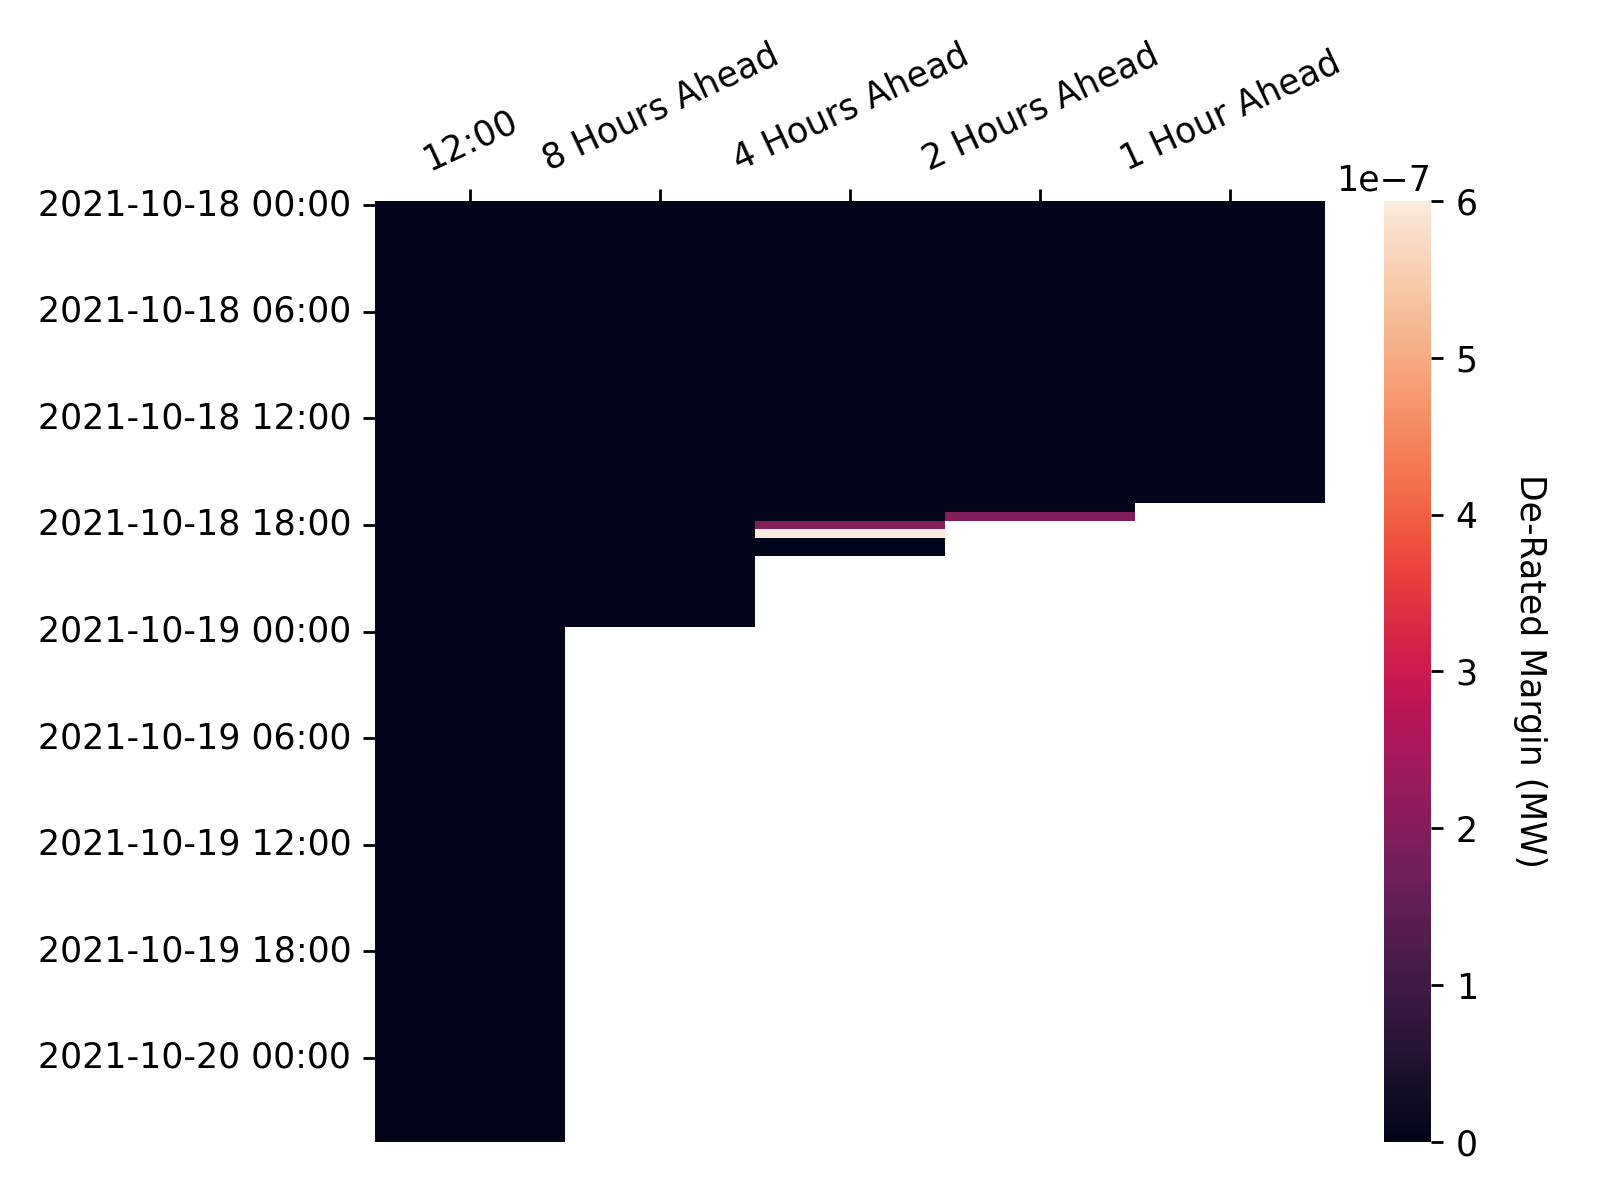 12:00
8 Hours Ahead
4 Hours Ahead
2 Hours Ahead
1 Hour Ahead
2021-10-18 00:00
2021-10-18 06:00
2021-10-18 12:00
2021-10-18 18:00
2021-10-19 00:00
2021-10-19 06:00
2021-10-19 12:00
2021-10-19 18:00
2021-10-20 00:00
1e−7
6
5
4
3
2
1
0
De-Rated Margin (MW)